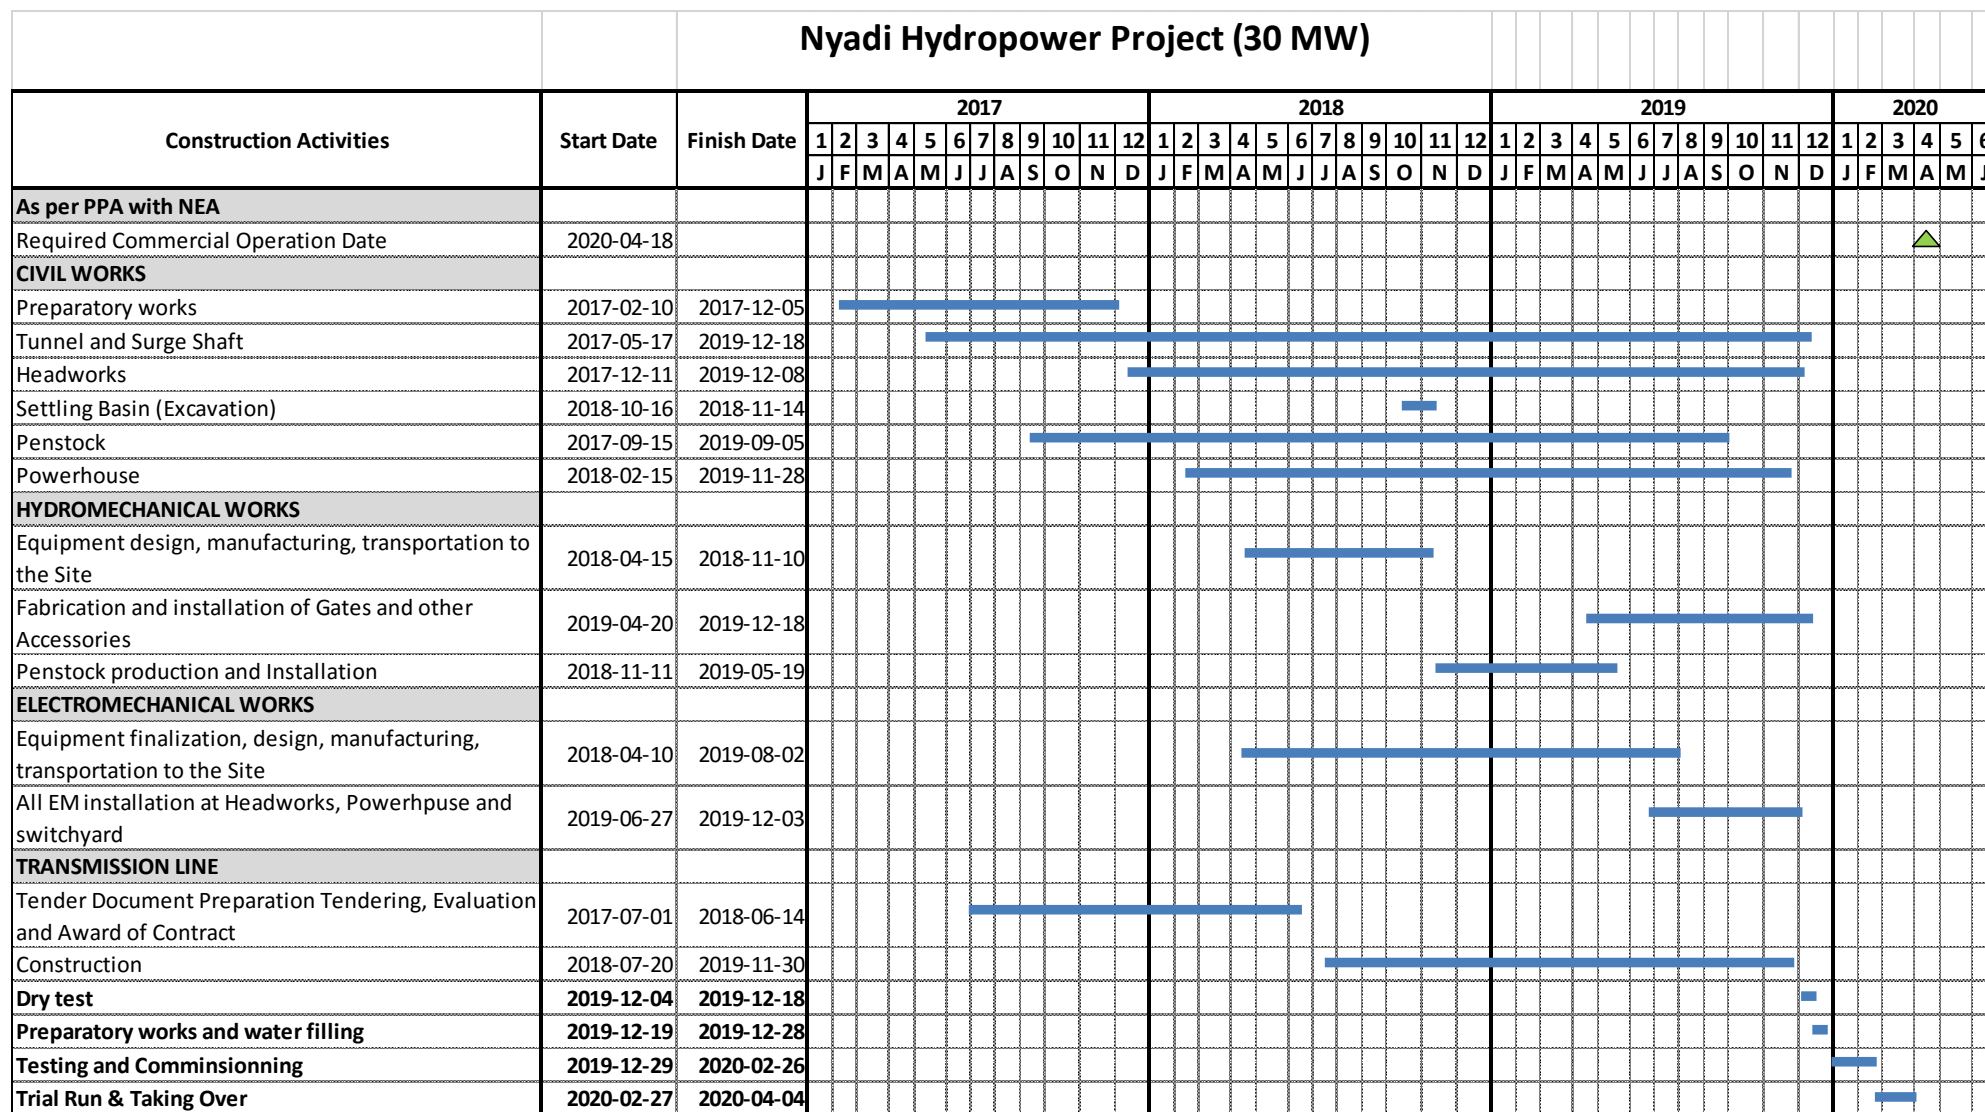 Nyadi Hydropower Project (30 MW)
Construction Activities Start Date Finish Date 2017 2018 2019 2020
1 2 3 4 5 6 7 8 9 10 11 12 1 2 3 4 5 6 7 8 9 10 11 12 1 2 3 4 5 6 7 8 9 10 11 12 1 2 3 4 5 6
J F M A M J J A S O N D J F M A M J J A S O N D J F M A M J J A S O N D J F M A M J
As per PPA with NEA
Required Commercial Operation Date 2020-04-18
CIVIL WORKS
Preparatory works 2017-02-10 2017-12-05
Tunnel and Surge Shaft 2017-05-17 2019-12-18
Headworks 2017-12-11 2019-12-08
Settling Basin (Excavation) 2018-10-16 2018-11-14
Penstock 2017-09-15 2019-09-05
Powerhouse 2018-02-15 2019-11-28
HYDROMECHANICAL WORKS
Equipment design, manufacturing, transportation to
the Site 2018-04-15 2018-11-10
Fabrication and installation of Gates and other
Accessories 2019-04-20 2019-12-18
Penstock production and Installation 2018-11-11 2019-05-19
ELECTROMECHANICAL WORKS
Equipment finalization, design, manufacturing,
transportation to the Site 2018-04-10 2019-08-02
All EM installation at Headworks, Powerhpuse and
switchyard 2019-06-27 2019-12-03
TRANSMISSION LINE
Tender Document Preparation Tendering, Evaluation
and Award of Contract 2017-07-01 2018-06-14
Construction 2018-07-20 2019-11-30
Dry test 2019-12-04 2019-12-18
Preparatory works and water filling 2019-12-19 2019-12-28
Testing and Comminsionning 2019-12-29 2020-02-26
Trial Run & Taking Over 2020-02-27 2020-04-04